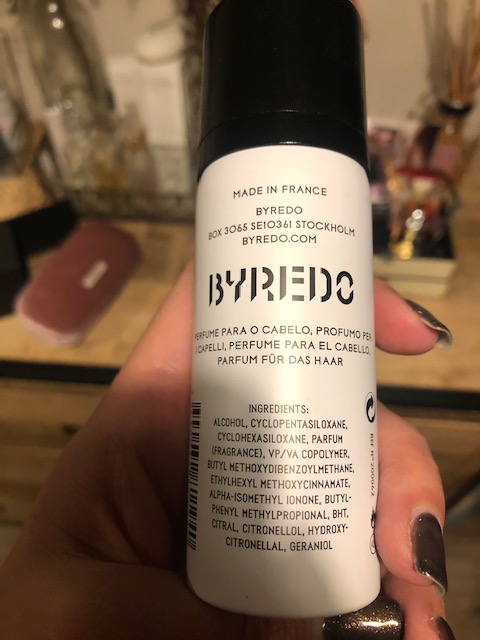 MADE IN FRANCE
BYREDO
BOX 3065 SE10361 STOCKHOLM
BYREDO.COM
BYREDO
PERFUME PARA O CABELO, PROFUMO PER
I CAPELLI, PERFUME PARA EL CABELLO,
PARFUM FÜR DAS HAAR
INGREDIENTS:
ALCOHOL, CYCLOPENTASILOXANE,
CYCLOHEXASILOXANE, PARFUM
(FRAGRANCE), VP/VA COPOLYMER,
BUTYL METHOXYDIBENZOYLMETHANE,
ETHYLHEXYL METHOXYCINNAMATE,
ALPHA-ISOMETHYL IONONE, BUTYL-
PHENYL METHYLPROPIONAL, BHT,
CITRAL, CITRONELLOL, HYDROXY-
CITRONELLAL, GERANIOL